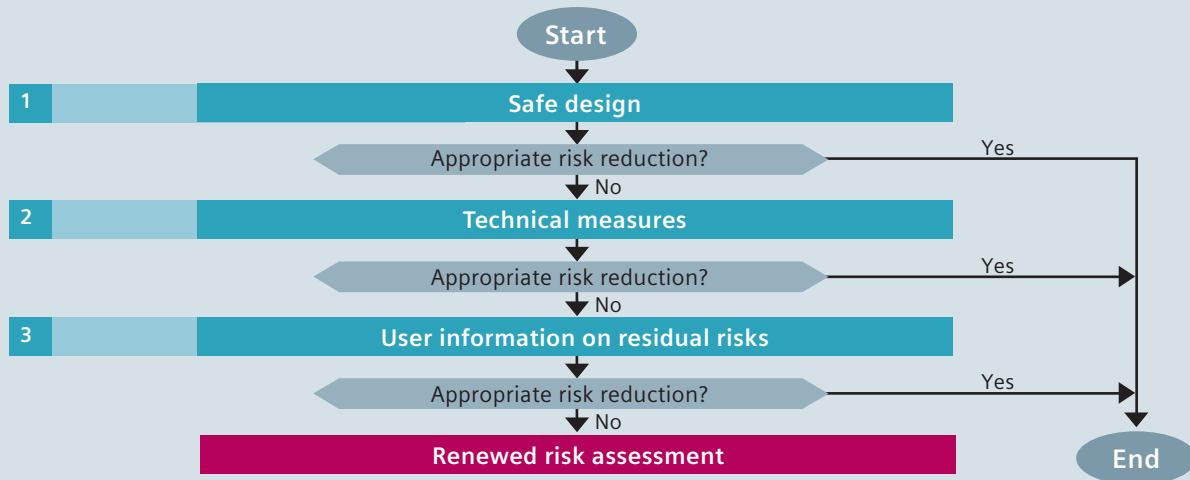 Start
1
Safe design
Appropriate risk reduction?
Yes
No
2
Technical measures
Appropriate risk reduction?
Yes
No
3
User information on residual risks
Appropriate risk reduction?
Yes
No
Renewed risk assessment
End